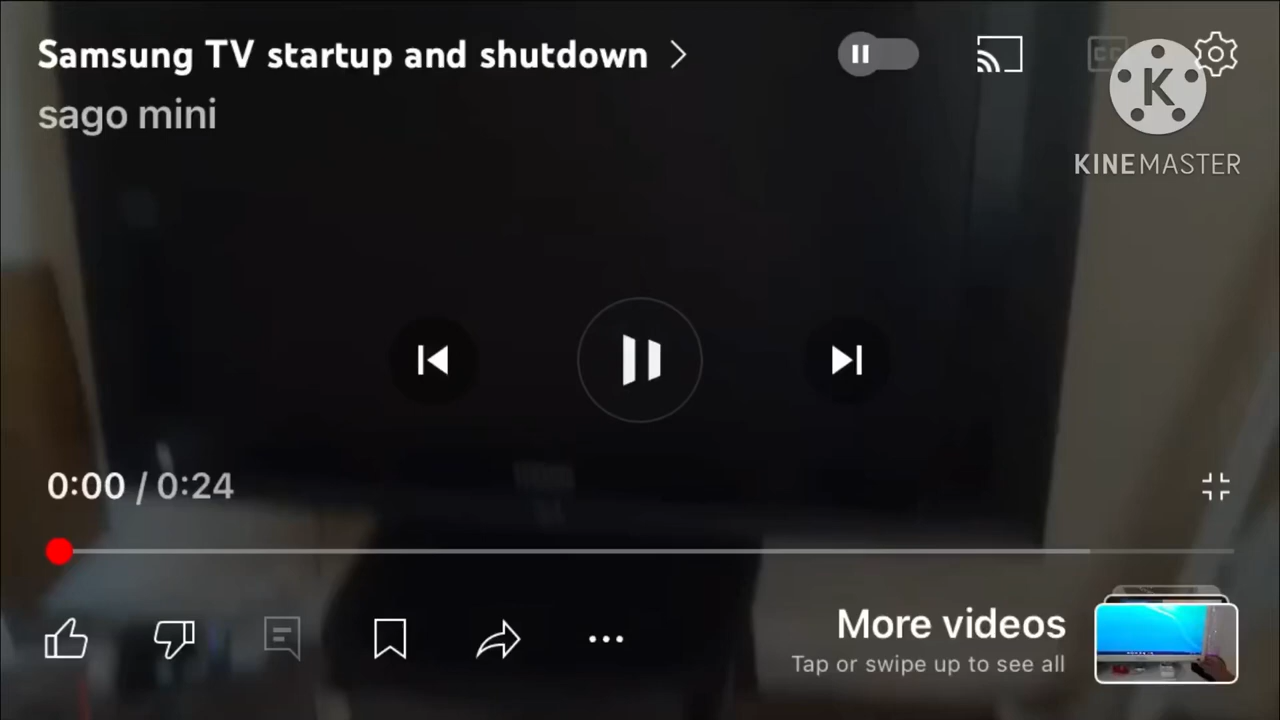 Samsung TV startup and shutdown
sago mini
CC
K
KINEMASTER
0:00 / 0:24
More videos
Tap or swipe up to see all